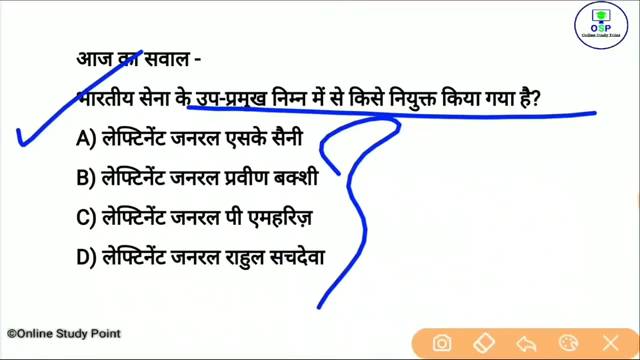 OSP
Online Study Point
आज का सवाल -
भारतीय सेना के उप-प्रमुख निम्न में से किसे नियुक्त किया गया है?
A) लेफ्टिनेंट जनरल एसके सैनी
B) लेफ्टिनेंट जनरल प्रवीण बक्शी
C) लेफ्टिनेंट जनरल पी एमहरिज़
D) लेफ्टिनेंट जनरल राहुल सचदेवा
©Online Study Point